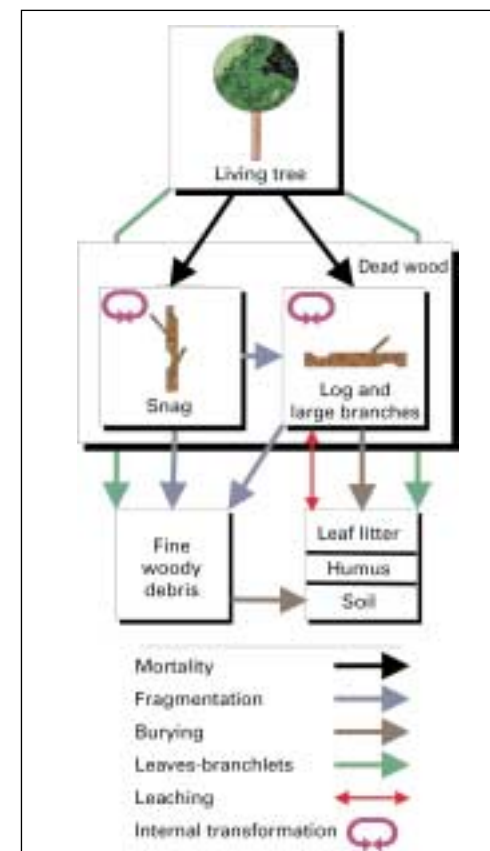 Living tree
Dead wood
Snag
Log and
large branches
Fine
woody
debris
Leaf litter
Humus
Soil
Mortality
Fragmentation
Burying
Leaves-branchlets
Leaching
Internal transformation